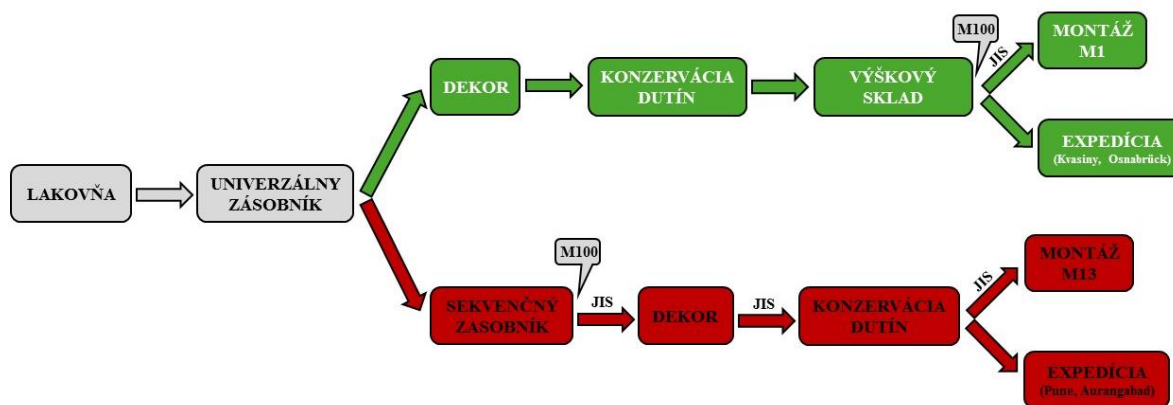 LAKOVŇA
UNIVERZÁLNY
ZÁSOBNÍK
DEKOR
KONZERVÁCIA
DUTÍN
VÝŠKOVÝ
SKLAD
M100
JIS
MONTÁŽ
M1
EXPEDÍCIA
(Kvasiny, Osnabrück)
SEKVENČNÝ
ZASOBNÍK
M100
JIS
DEKOR
JIS
KONZERVÁCIA
DUTÍN
JIS
MONTÁŽ
M13
EXPEDÍCIA
(Pune, Aurangabad)